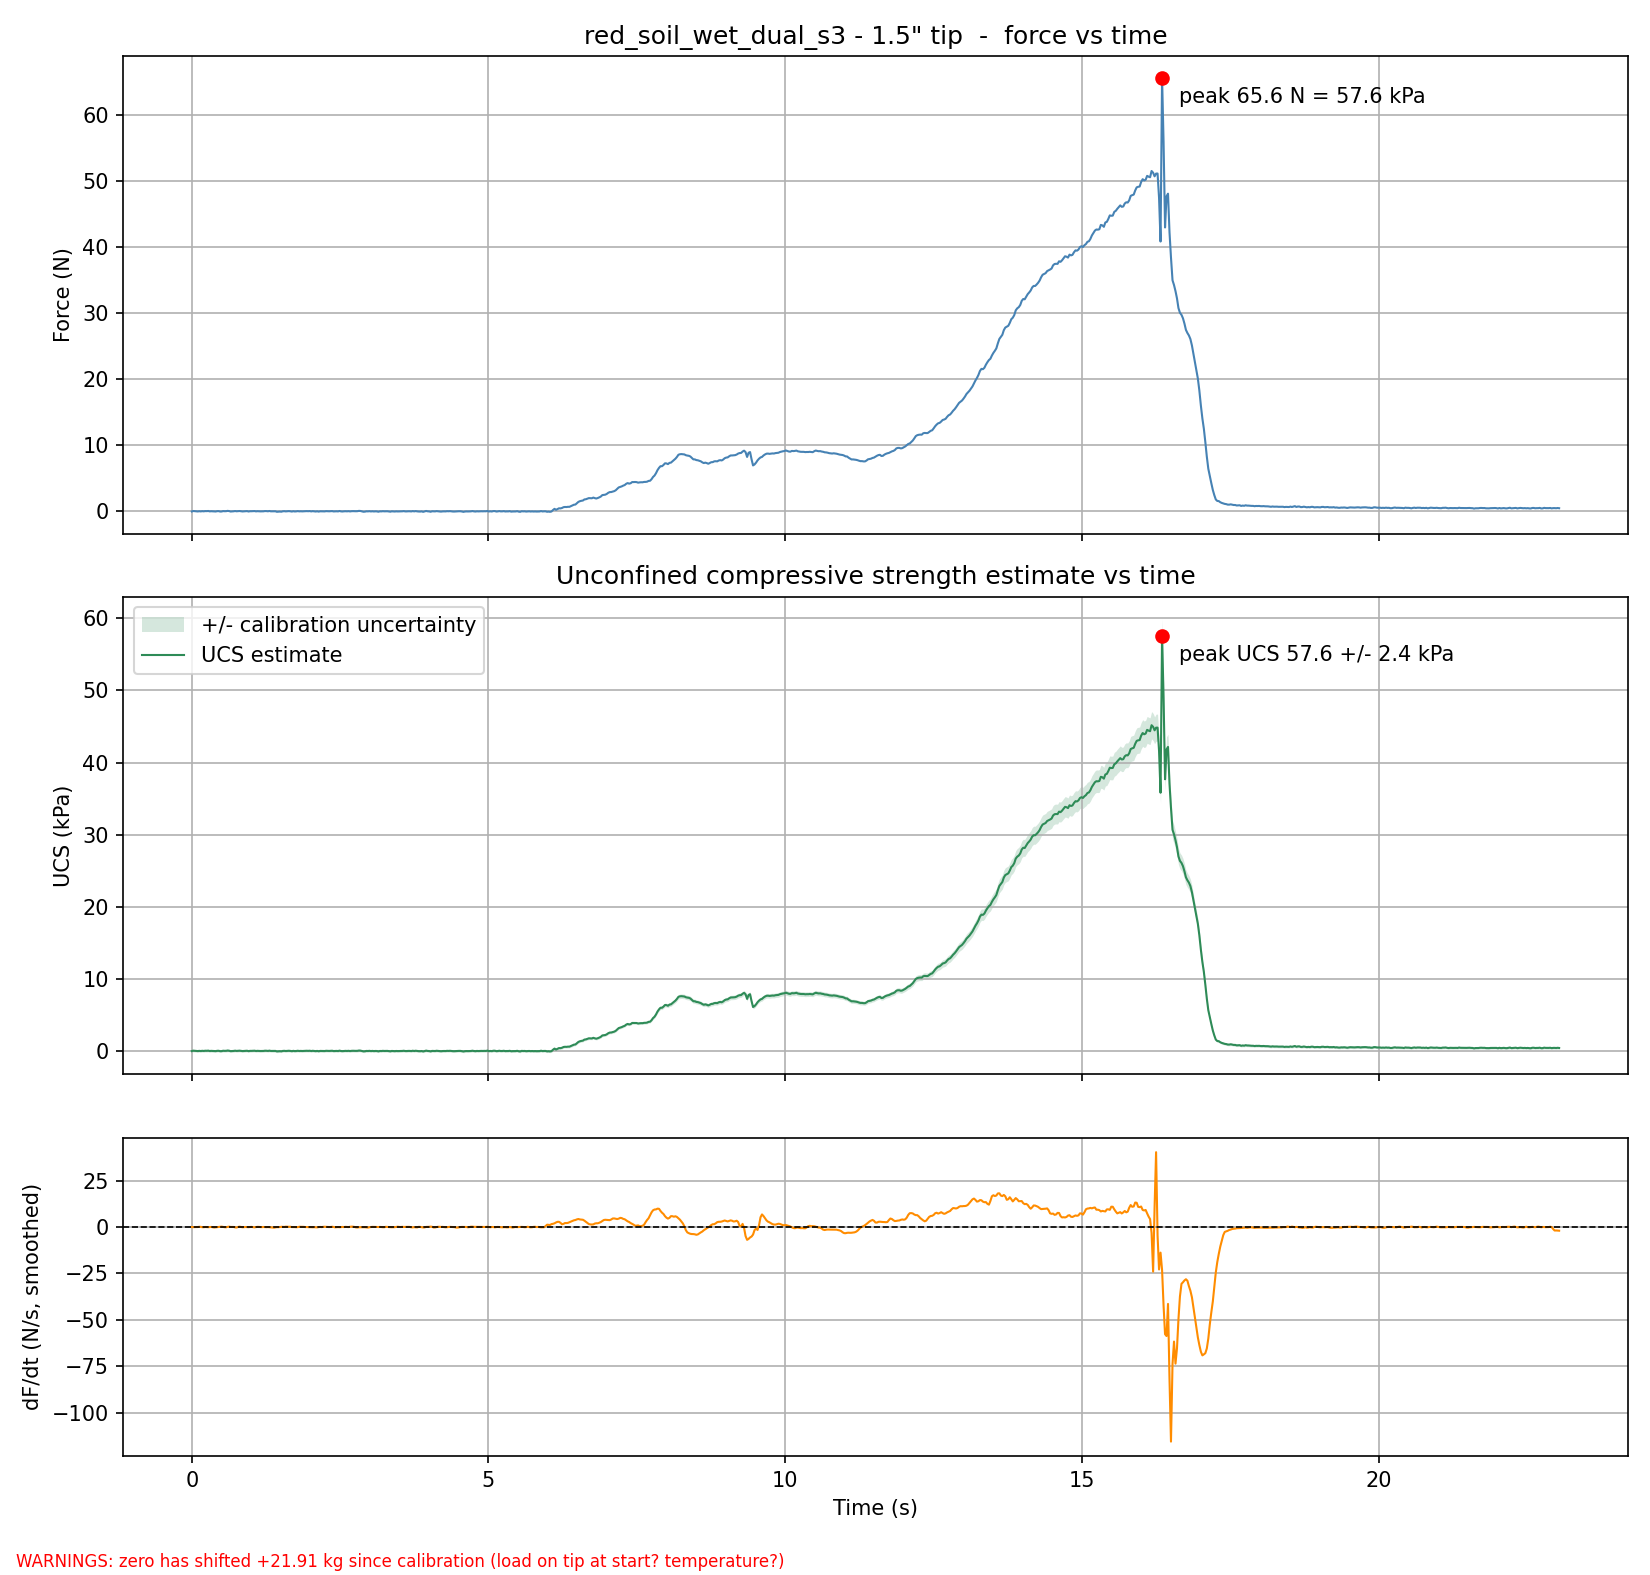 red_soil_wet_dual_s3 - 1.5" tip  -  force vs time
peak 65.6 N = 57.6 kPa
60
50
40
30
20
10
0
Force (N)
Unconfined compressive strength estimate vs time
+/- calibration uncertainty
UCS estimate
peak UCS 57.6 +/- 2.4 kPa
60
50
40
30
20
10
0
UCS (kPa)
25
0
−25
−50
−75
−100
dF/dt (N/s, smoothed)
0 5 10 15 20
Time (s)
WARNINGS: zero has shifted +21.91 kg since calibration (load on tip at start? temperature?)